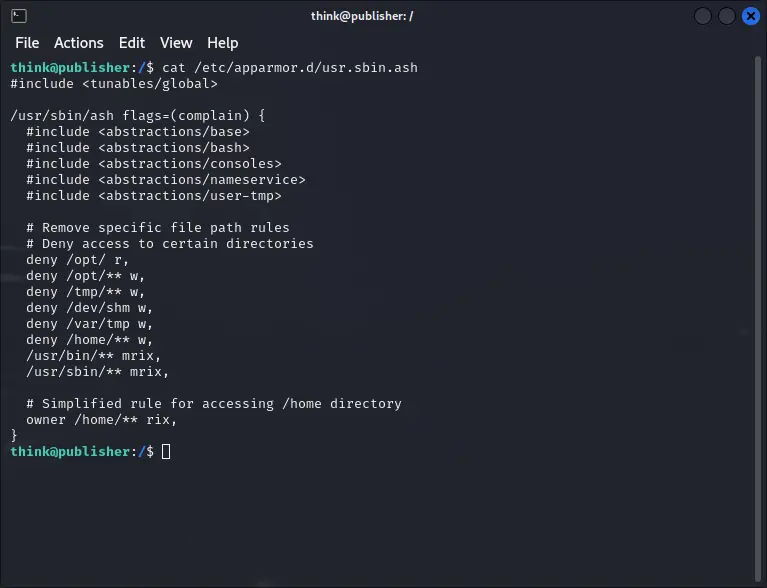 think@publisher: /
File Actions Edit View Help
think@publisher:/$ cat /etc/apparmor.d/usr.sbin.ash
#include <tunables/global>

/usr/sbin/ash flags=(complain) {
  #include <abstractions/base>
  #include <abstractions/bash>
  #include <abstractions/consoles>
  #include <abstractions/nameservice>
  #include <abstractions/user-tmp>

  # Remove specific file path rules
  # Deny access to certain directories
  deny /opt/ r,
  deny /opt/** w,
  deny /tmp/** w,
  deny /dev/shm w,
  deny /var/tmp w,
  deny /home/** w,
  /usr/bin/** mrix,
  /usr/sbin/** mrix,

  # Simplified rule for accessing /home directory
  owner /home/** rix,
}
think@publisher:/$